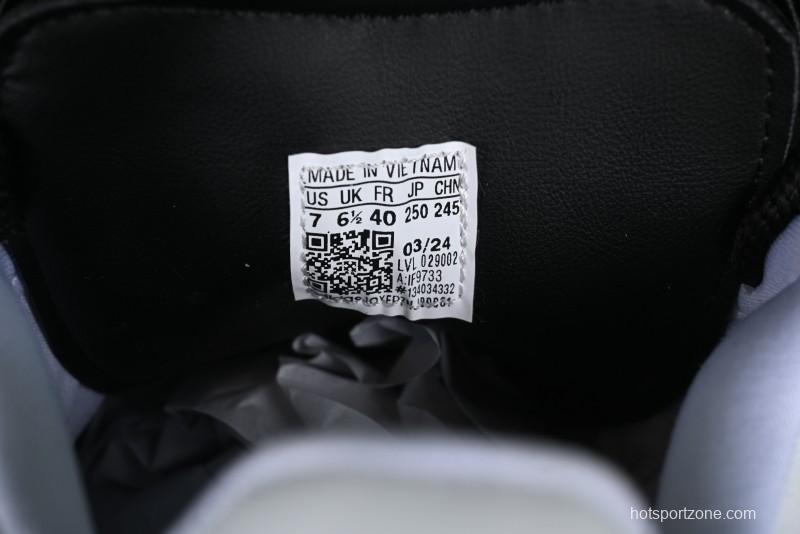 MADE IN VIETNAM
US UK FR JP CHN
7 6½ 40 250 245
03/24
LVL 029002
A:IF9733
#134034332
hotsportzone.com